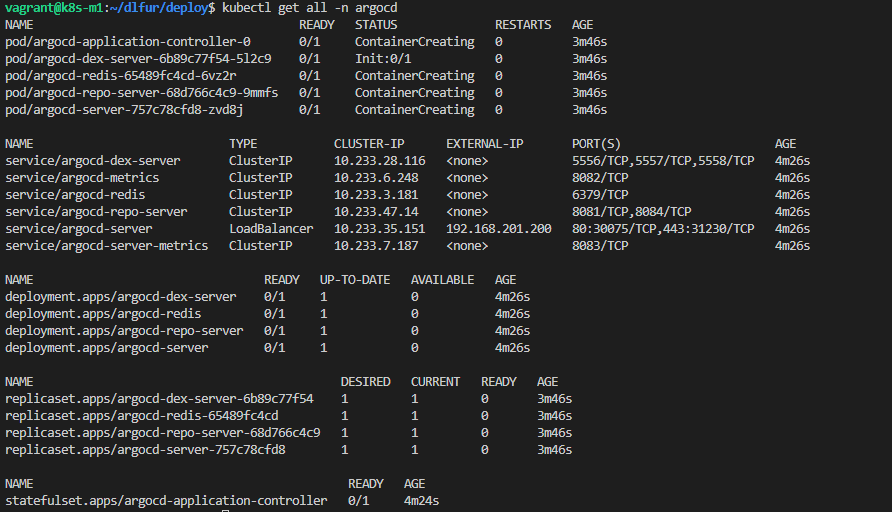 vagrant@k8s-m1:~/dlfur/deploy$ kubectl get all -n argocd
NAME READY STATUS RESTARTS AGE
pod/argocd-application-controller-0 0/1 ContainerCreating 0 3m46s
pod/argocd-dex-server-6b89c77f54-5l2c9 0/1 Init:0/1 0 3m46s
pod/argocd-redis-65489fc4cd-6vz2r 0/1 ContainerCreating 0 3m46s
pod/argocd-repo-server-68d766c4c9-9mmfs 0/1 ContainerCreating 0 3m46s
pod/argocd-server-757c78cfd8-zvd8j 0/1 ContainerCreating 0 3m46s
NAME TYPE CLUSTER-IP EXTERNAL-IP PORT(S) AGE
service/argocd-dex-server ClusterIP 10.233.28.116 <none> 5556/TCP,5557/TCP,5558/TCP 4m26s
service/argocd-metrics ClusterIP 10.233.6.248 <none> 8082/TCP 4m26s
service/argocd-redis ClusterIP 10.233.3.181 <none> 6379/TCP 4m26s
service/argocd-repo-server ClusterIP 10.233.47.14 <none> 8081/TCP,8084/TCP 4m26s
service/argocd-server LoadBalancer 10.233.35.151 192.168.201.200 80:30075/TCP,443:31230/TCP 4m26s
service/argocd-server-metrics ClusterIP 10.233.7.187 <none> 8083/TCP 4m26s
NAME READY UP-TO-DATE AVAILABLE AGE
deployment.apps/argocd-dex-server 0/1 1 0 4m26s
deployment.apps/argocd-redis 0/1 1 0 4m26s
deployment.apps/argocd-repo-server 0/1 1 0 4m26s
deployment.apps/argocd-server 0/1 1 0 4m26s
NAME DESIRED CURRENT READY AGE
replicaset.apps/argocd-dex-server-6b89c77f54 1 1 0 3m46s
replicaset.apps/argocd-redis-65489fc4cd 1 1 0 3m46s
replicaset.apps/argocd-repo-server-68d766c4c9 1 1 0 3m46s
replicaset.apps/argocd-server-757c78cfd8 1 1 0 3m46s
NAME READY AGE
statefulset.apps/argocd-application-controller 0/1 4m24s